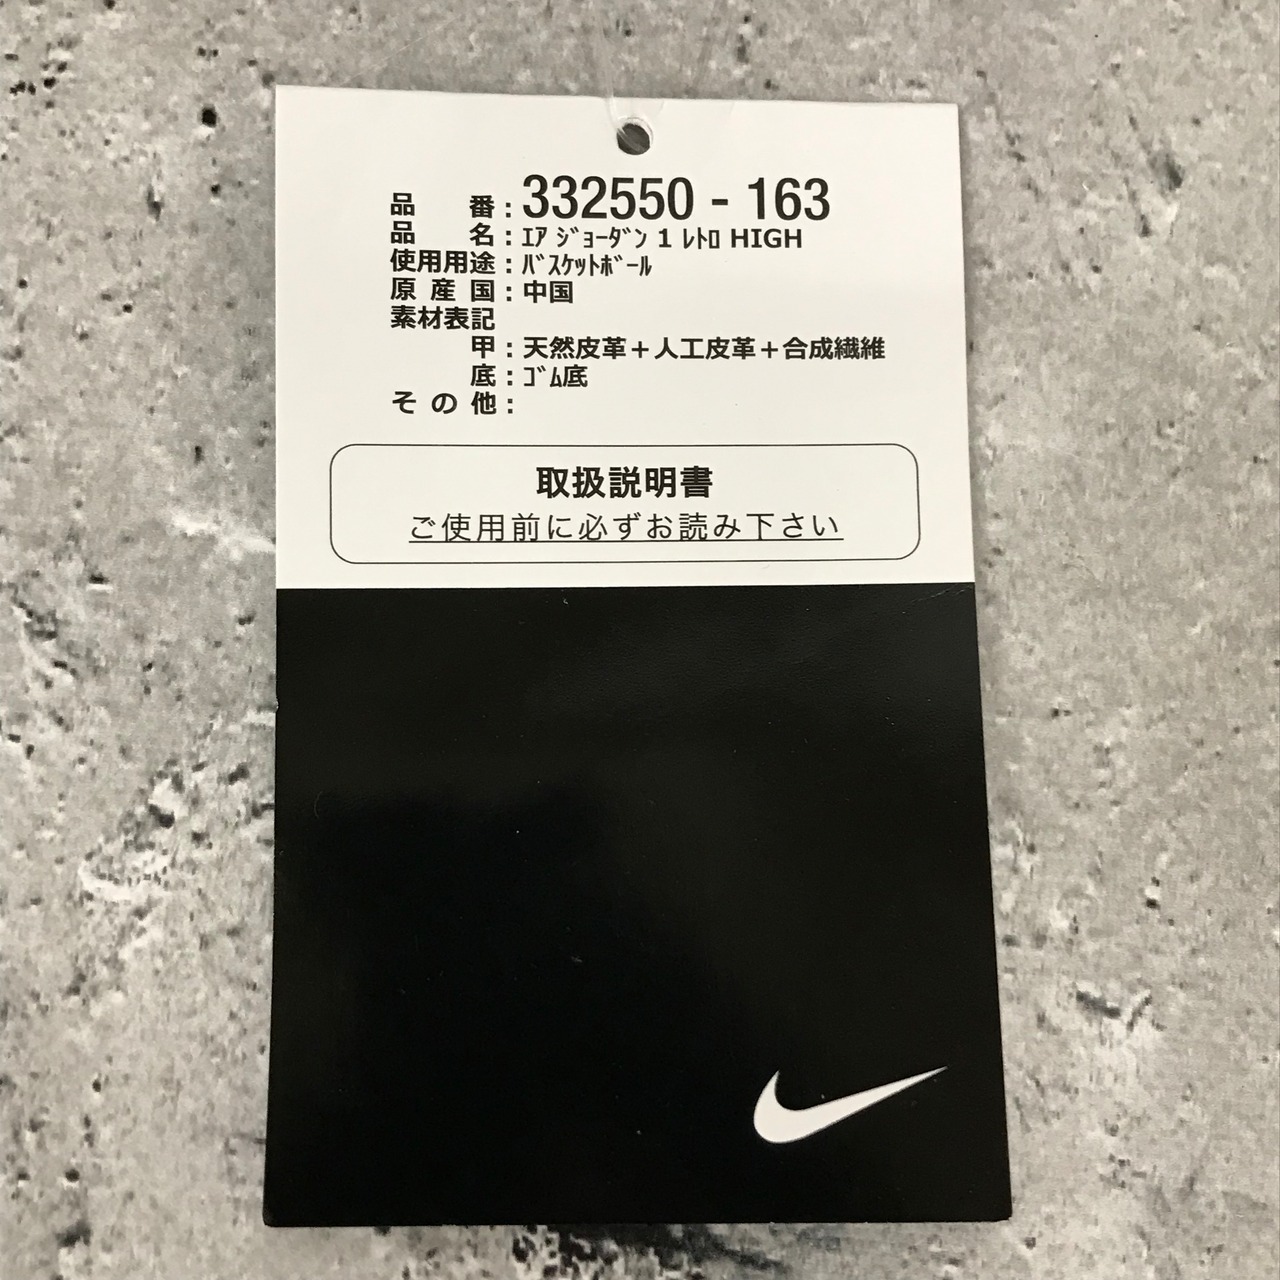 品番：332550 - 163
品名：ｴｱ ｼﾞｮｰﾀﾞﾝ 1 ﾚﾄﾛ HIGH
使用用途：ﾊﾞｽｹｯﾄﾎﾞｰﾙ
原産国：中国
素材表記
甲：天然皮革＋人工皮革＋合成繊維
底：ｺﾞﾑ底
その他：
取扱説明書
ご使用前に必ずお読み下さい